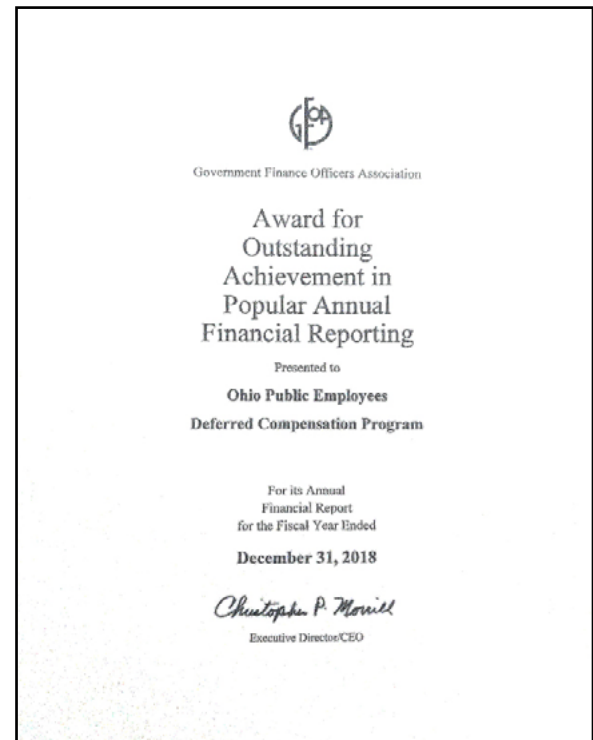 GFOA
Government Finance Officers Association
Award for
Outstanding
Achievement in
Popular Annual
Financial Reporting
Presented to
Ohio Public Employees
Deferred Compensation Program
For its Annual
Financial Report
for the Fiscal Year Ended
December 31, 2018
Christopher P. Morrill
Executive Director/CEO